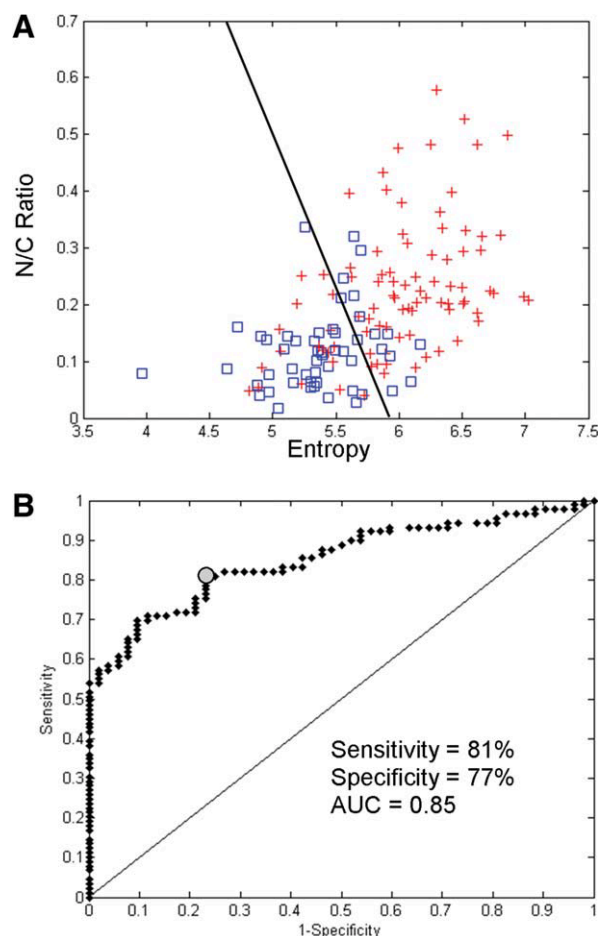 A
0.7
0.6
0.5
0.4
0.3
0.2
0.1
0
N/C Ratio
3.5 4 4.5 5 5.5 6 6.5 7 7.5
Entropy
B
1
0.9
0.8
0.7
0.6
0.5
0.4
0.3
0.2
0.1
0
Sensitivity
Sensitivity = 81%
Specificity = 77%
AUC = 0.85
0 0.1 0.2 0.3 0.4 0.5 0.6 0.7 0.8 0.9 1
1-Specificity